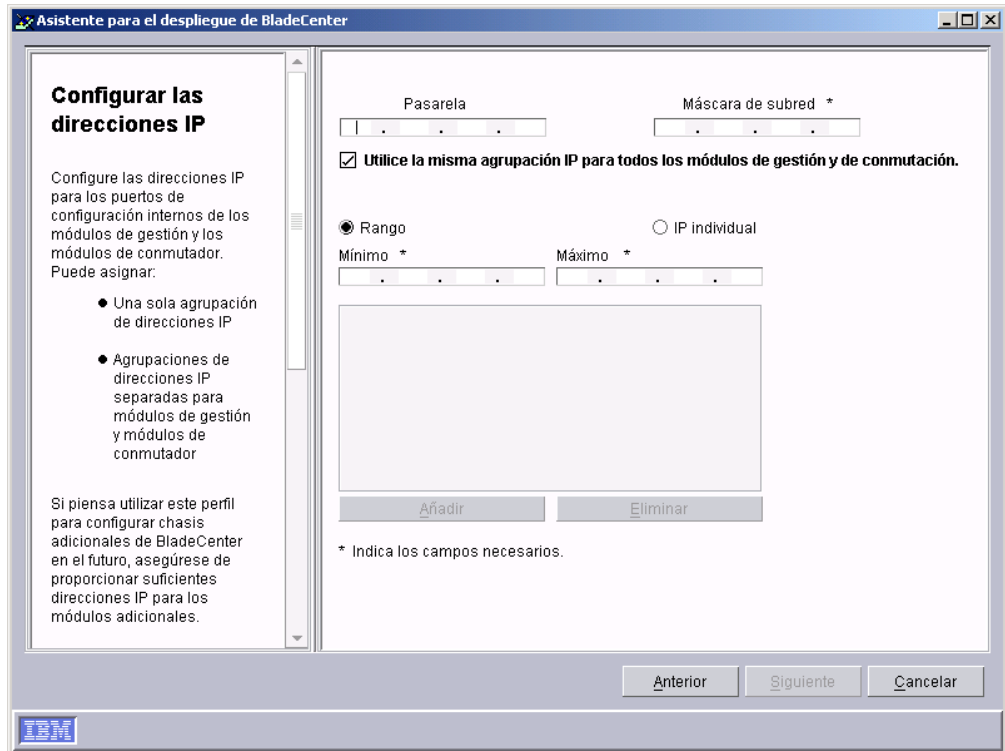 Asistente para el despliegue de BladeCenter
Configurar las
direcciones IP
Configure las direcciones IP
para los puertos de
configuración internos de los
módulos de gestión y los
módulos de conmutador.
Puede asignar:
● Una sola agrupación
de direcciones IP
● Agrupaciones de
direcciones IP
separadas para
módulos de gestión
y módulos de
conmutador
Si piensa utilizar este perfil
para configurar chasis
adicionales de BladeCenter
en el futuro, asegúrese de
proporcionar suficientes
direcciones IP para los
módulos adicionales.
Pasarela
Máscara de subred *
. . .
. . .
Utilice la misma agrupación IP para todos los módulos de gestión y de conmutación.
Rango
IP individual
Mínimo *
Máximo *
. . .
. . .
Añadir
Eliminar
* Indica los campos necesarios.
Anterior
Siguiente
Cancelar
IBM